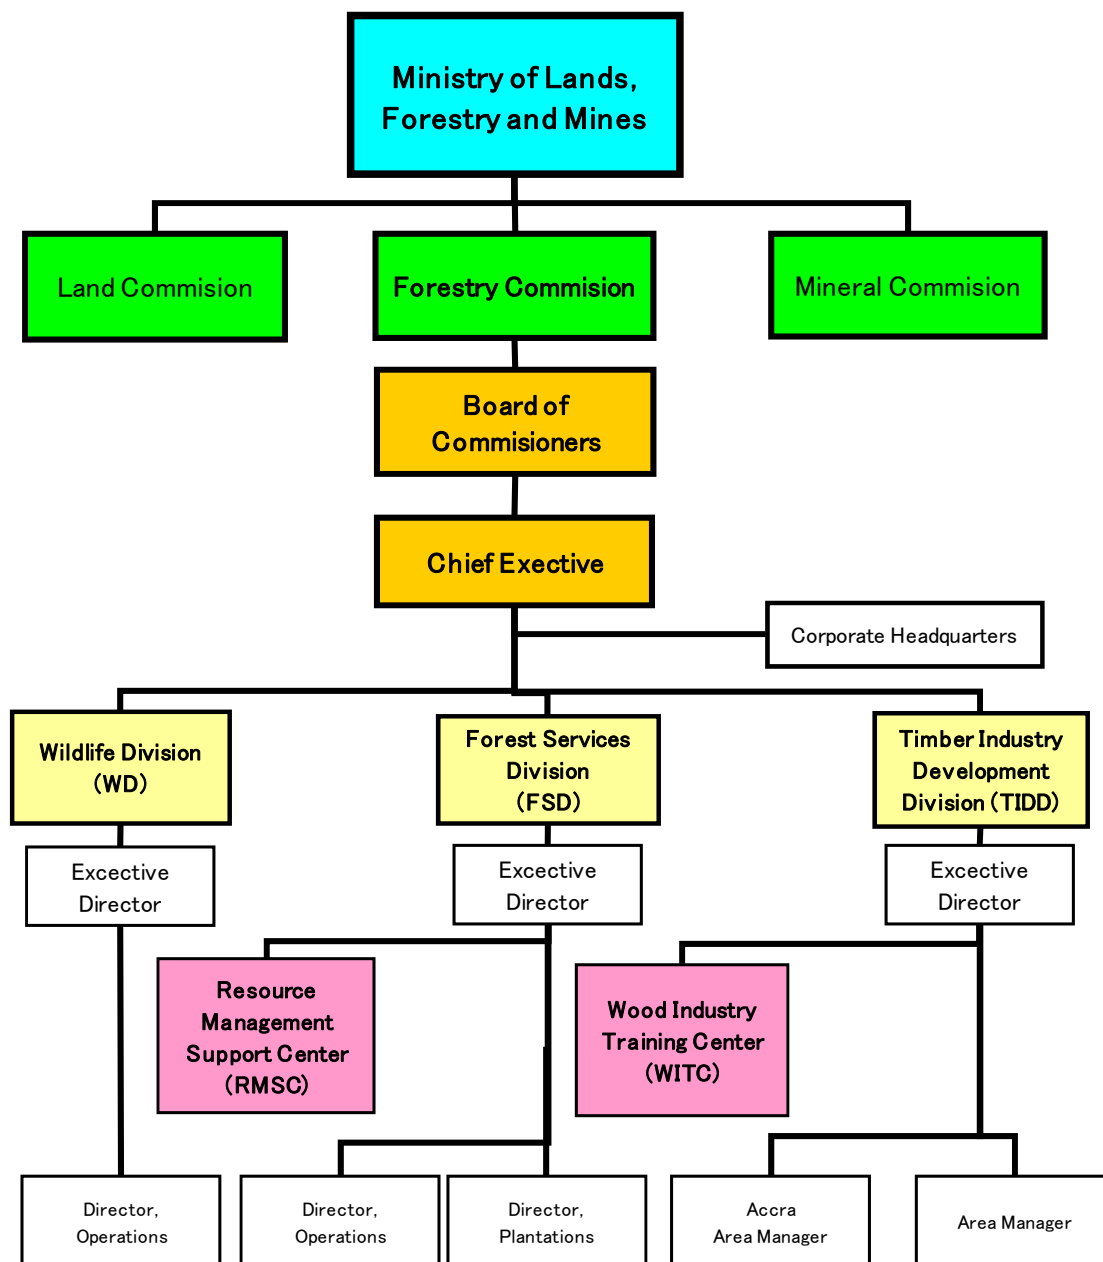 Ministry of Lands,
Forestry and Mines
Land Commision
Forestry Commision
Mineral Commision
Board of
Commisioners
Chief Exective
Corporate Headquarters
Wildlife Division
(WD)
Forest Services
Division
(FSD)
Timber Industry
Development
Division (TIDD)
Excective
Director
Excective
Director
Excective
Director
Resource
Management
Support Center
(RMSC)
Wood Industry
Training Center
(WITC)
Director,
Operations
Director,
Operations
Director,
Plantations
Accra
Area Manager
Area Manager